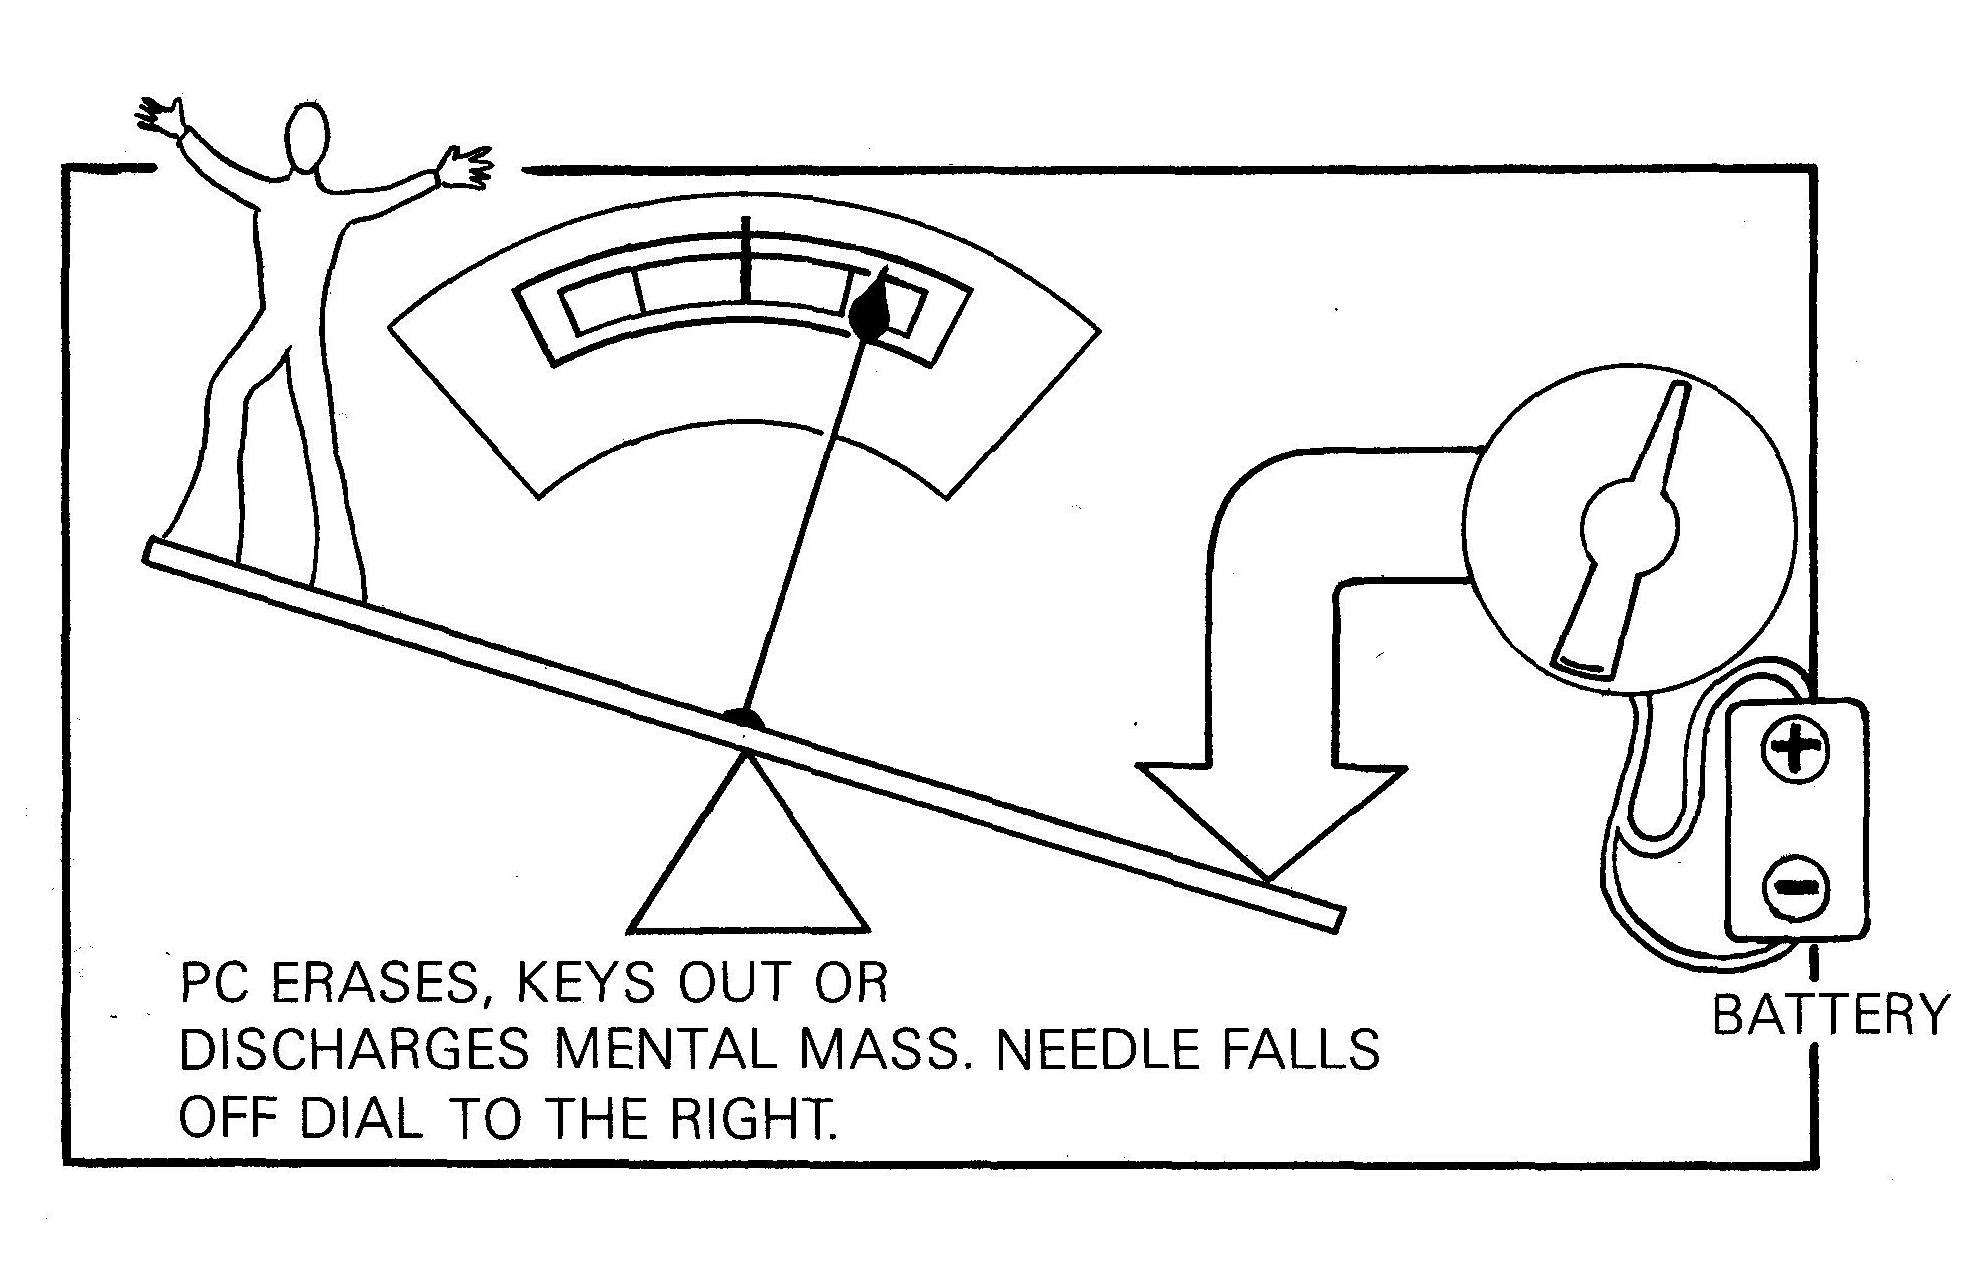 +
−
PC ERASES, KEYS OUT OR
DISCHARGES MENTAL MASS. NEEDLE FALLS
OFF DIAL TO THE RIGHT.
BATTERY